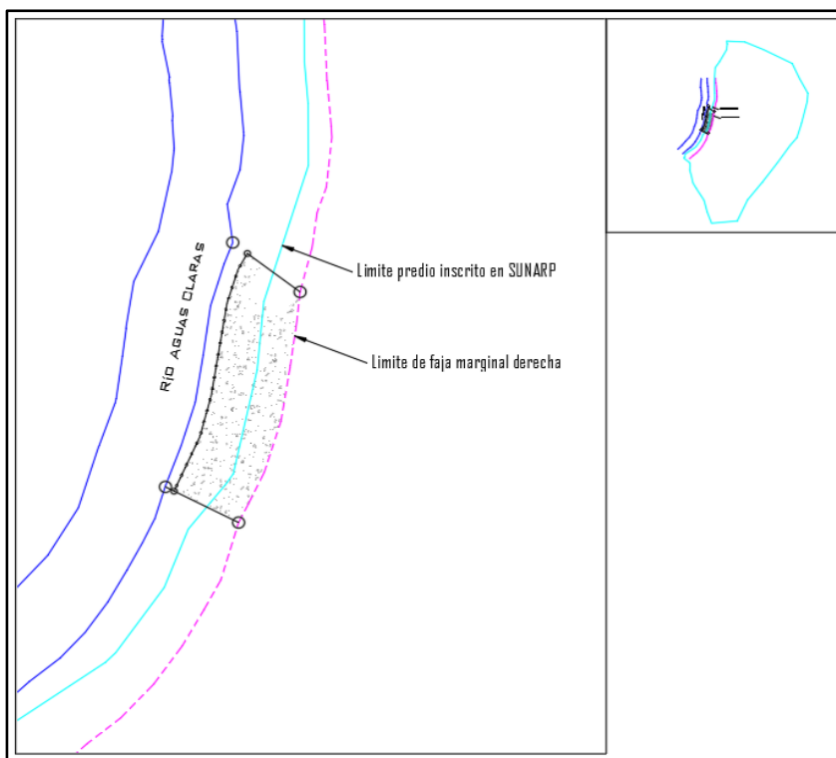 Limite predio inscrito en SUNARP
RÍO AGUAS CLARAS
Limite de faja marginal derecha